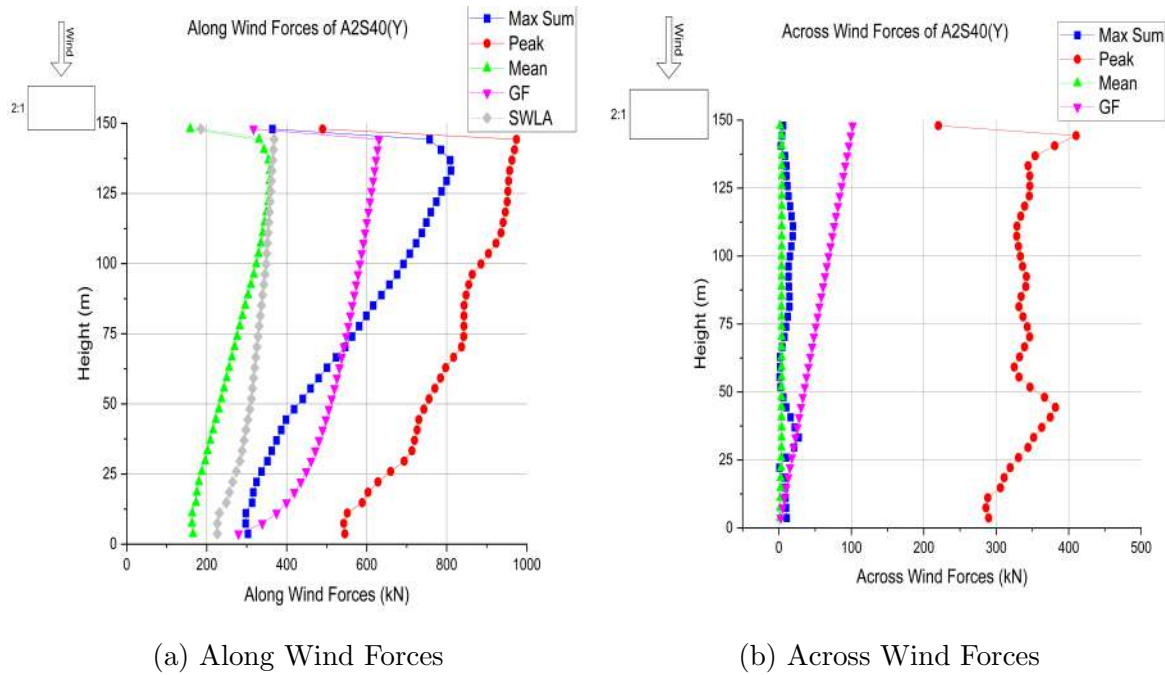 Wind
2:1
Along Wind Forces of A2S40(Y)
Max Sum
Peak
Mean
GF
SWLA
150
125
100
75
50
25
0
Height (m)
0 200 400 600 800 1000
Along Wind Forces (kN)
(a) Along Wind Forces
Wind
2:1
Across Wind Forces of A2S40(Y)
Max Sum
Peak
Mean
GF
150
125
100
75
50
25
0
Height (m)
0 100 200 300 400 500
Across Wind Forces (kN)
(b) Across Wind Forces